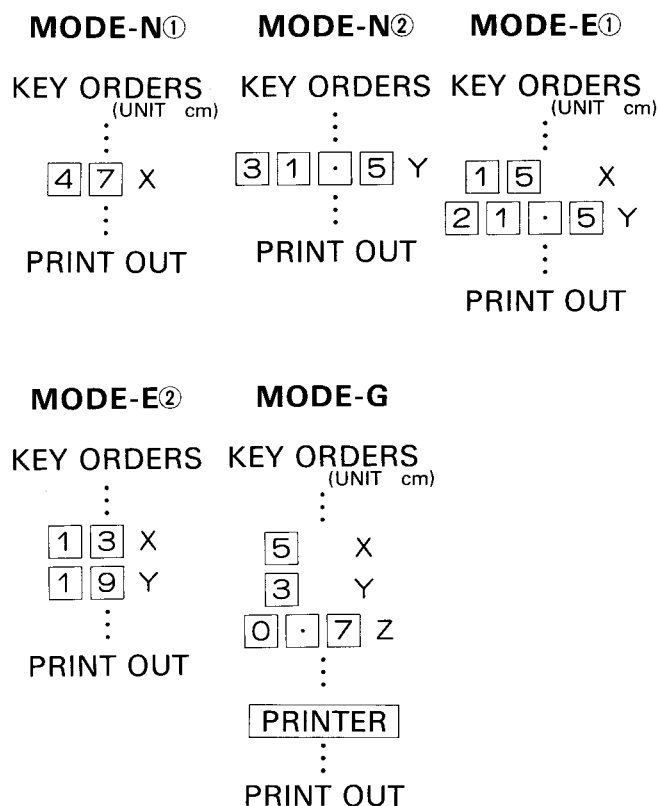 MODE-N①
KEY ORDERS
(UNIT cm)
4 7 X
PRINT OUT
MODE-N②
KEY ORDERS
3 1 · 5 Y
PRINT OUT
MODE-E①
KEY ORDERS
(UNIT cm)
1 5 X
2 1 · 5 Y
PRINT OUT
MODE-E②
KEY ORDERS
1 3 X
1 9 Y
PRINT OUT
MODE-G
KEY ORDERS
(UNIT cm)
5 X
3 Y
0 · 7 Z
PRINTER
PRINT OUT